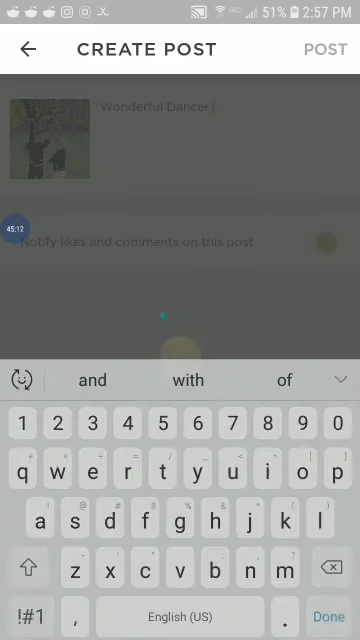 51% 2:57 PM
CREATE POST POST
Wonderful Dancer
45:12
Notify likes and comments on this post
and with of
1 2 3 4 5 6 7 8 9 0
q w e r t y u i o p
a s d f g h j k l
z x c v b n m
!#1 , English (US) . Done